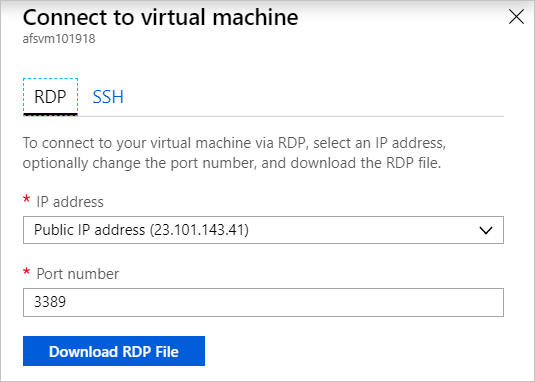 Connect to virtual machine
afsvm101918
RDP SSH
To connect to your virtual machine via RDP, select an IP address,
optionally change the port number, and download the RDP file.
* IP address
Public IP address (23.101.143.41)
* Port number
3389
Download RDP File